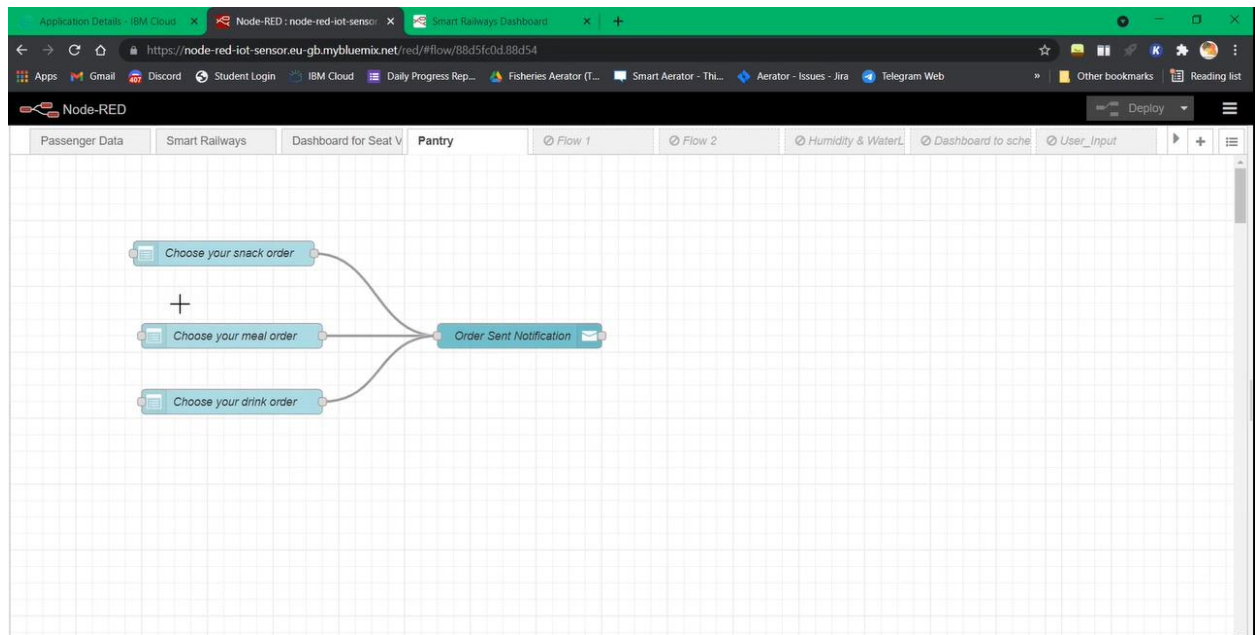 Application Details - IBM Cloud
Node-RED : node-red-iot-sensor
Smart Railways Dashboard
https://node-red-iot-sensor.eu-gb.mybluemix.net/red/#flow/88d5fc0d.88d54
Apps Gmail 407 Discord Student Login IBM Cloud Daily Progress Rep... Fisheries Aerator (T... Smart Aerator - Thi... Aerator - Issues - Jira Telegram Web » Other bookmarks Reading list
Node-RED Deploy
Passenger Data Smart Railways Dashboard for Seat V Pantry Flow 1 Flow 2 Humidity & WaterL Dashboard to sche User_Input
Choose your snack order
Choose your meal order
Order Sent Notification
Choose your drink order